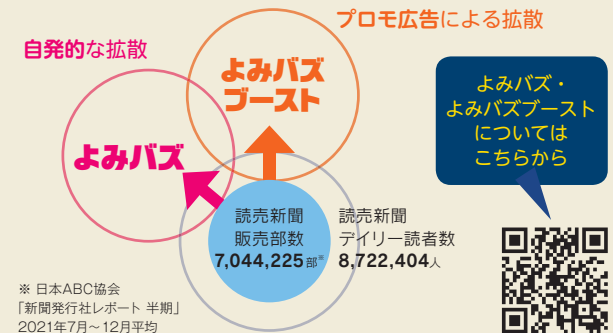 プロモ広告による拡散
自発的な拡散
よみバズ
ブースト
よみバズ
よみバズ・
よみバズブースト
については
こちらから
読売新聞
販売部数
7,044,225部※
読売新聞
デイリー読者数
8,722,404人
※ 日本ABC協会
「新聞発行社レポート 半期」
2021年7月～12月平均